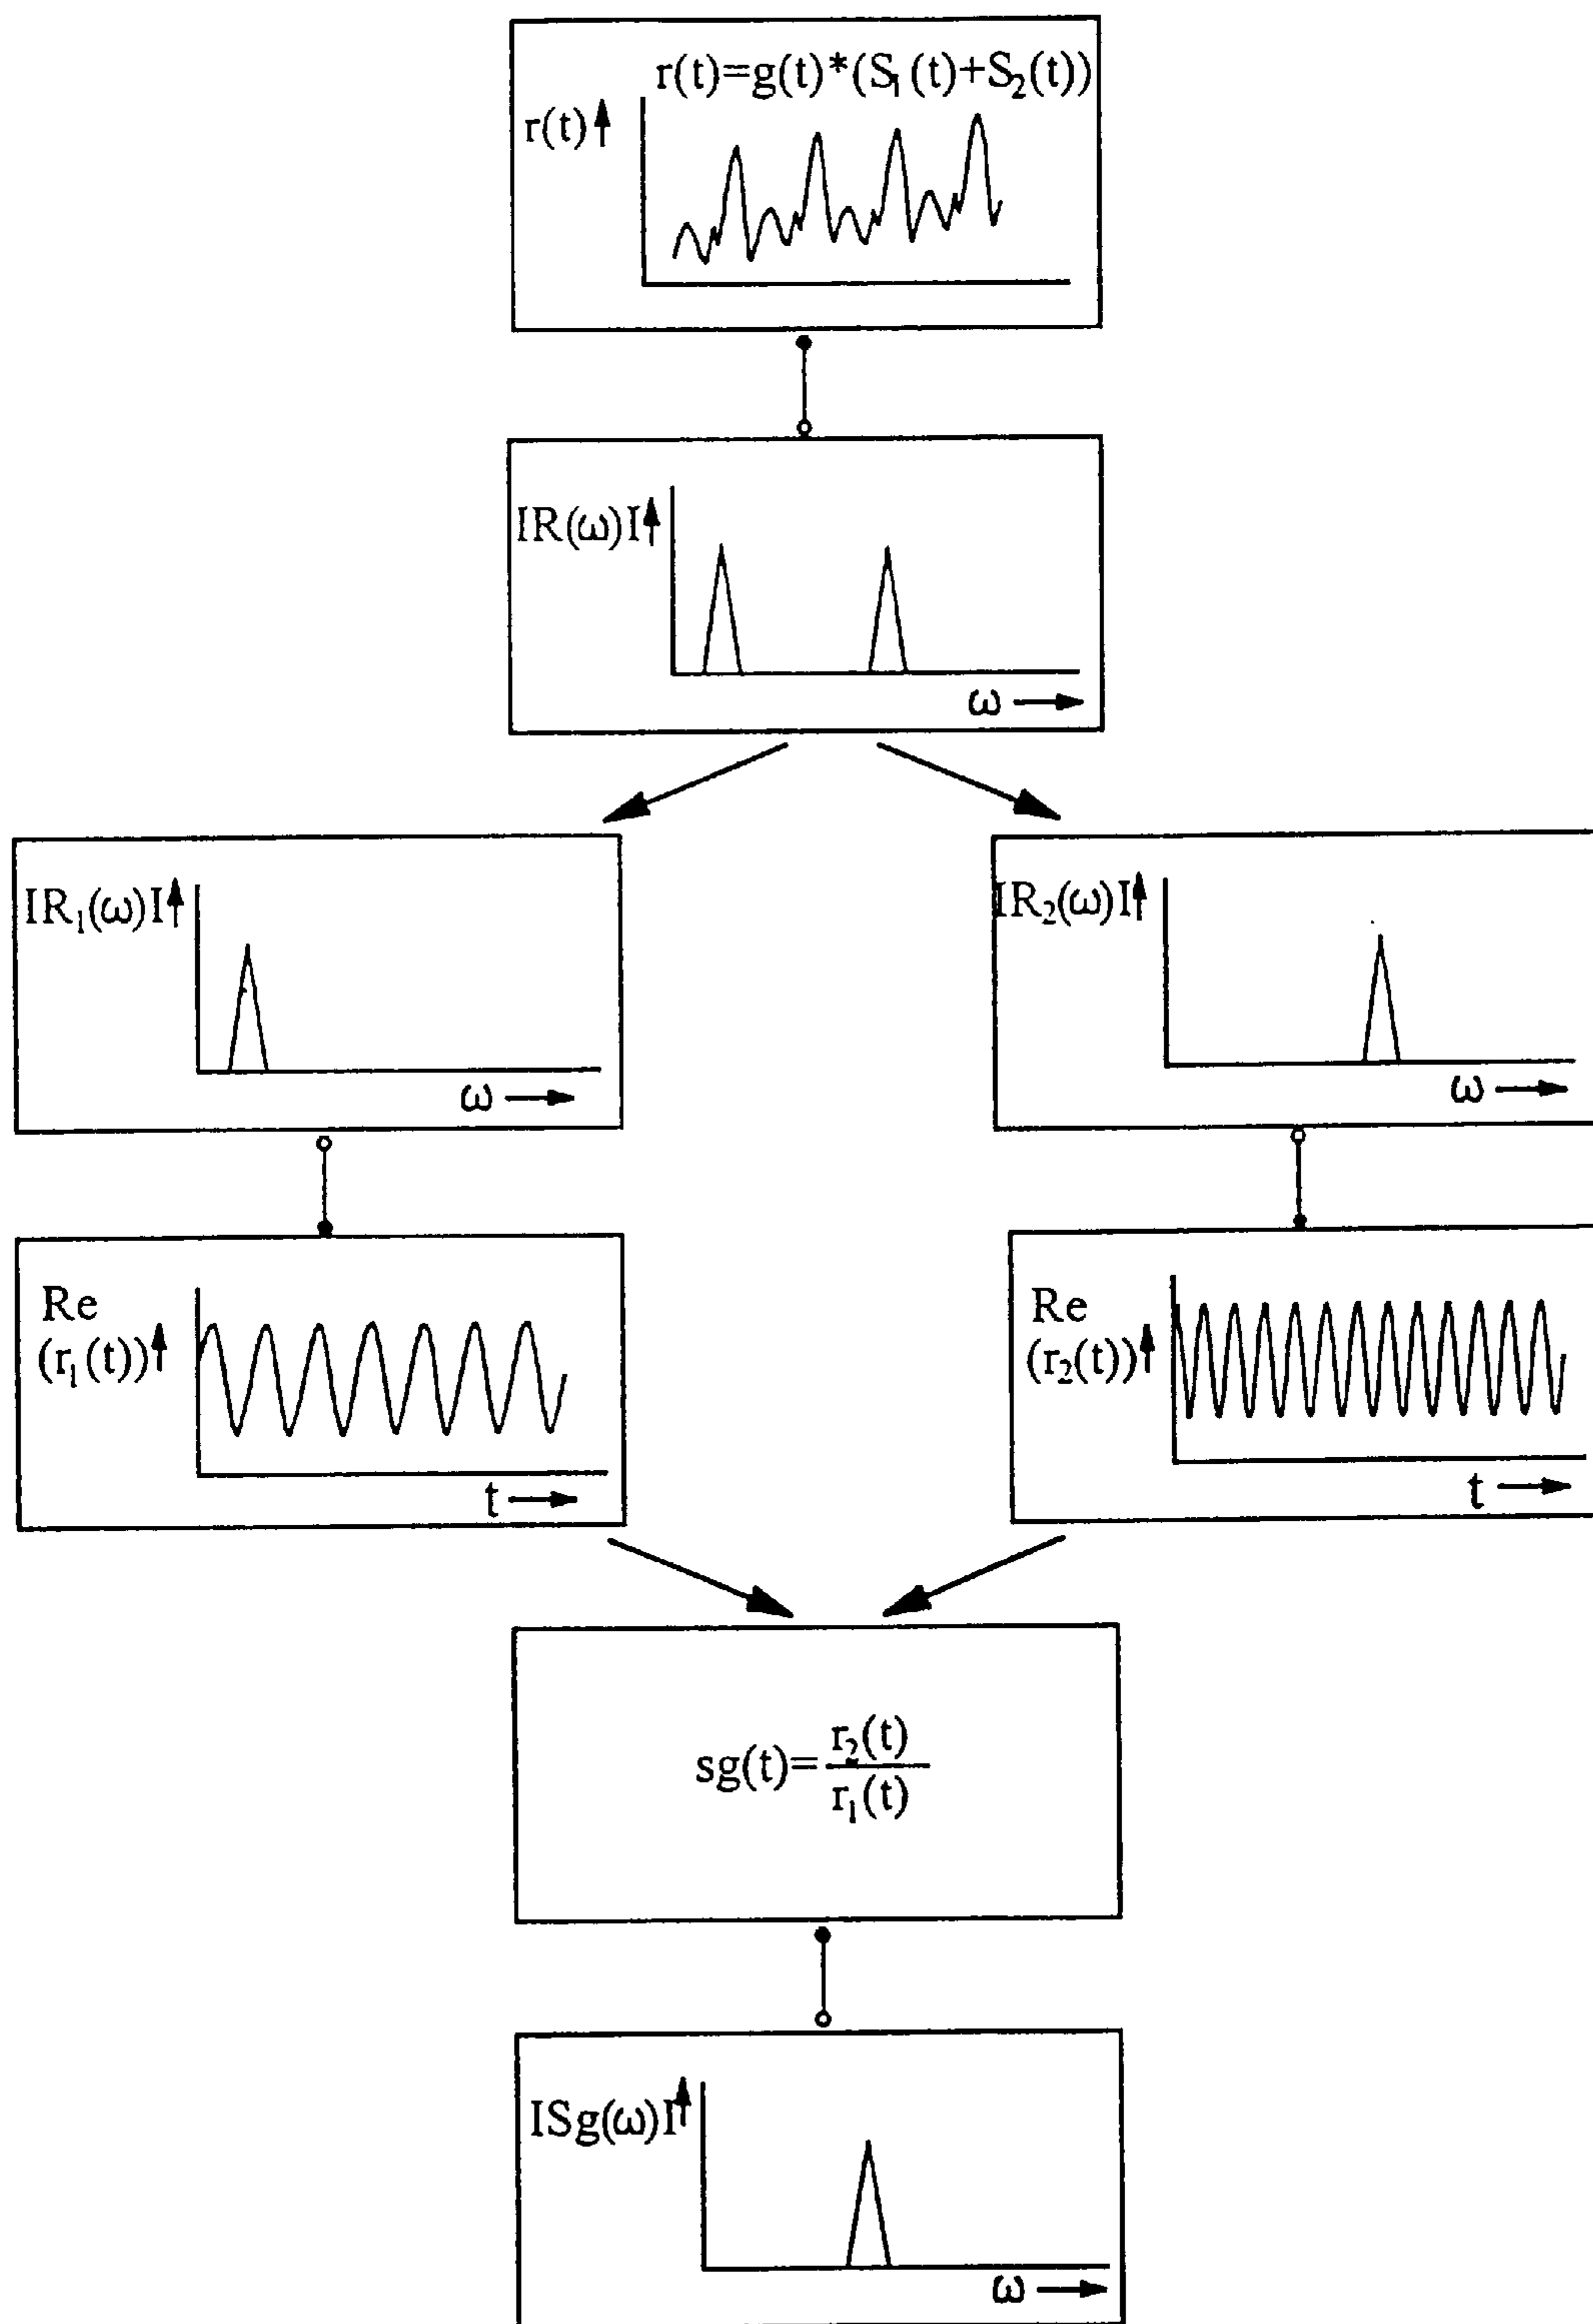 r(t)=g(t)*(S₁(t)+S₂(t))
r(t)
IR(ω)I
ω
IR₁(ω)I
ω
IR₂(ω)I
ω
Re
(r₁(t))
t
Re
(r₂(t))
t
sg(t)=r₂(t)/r₁(t)
ISg(ω)I
ω